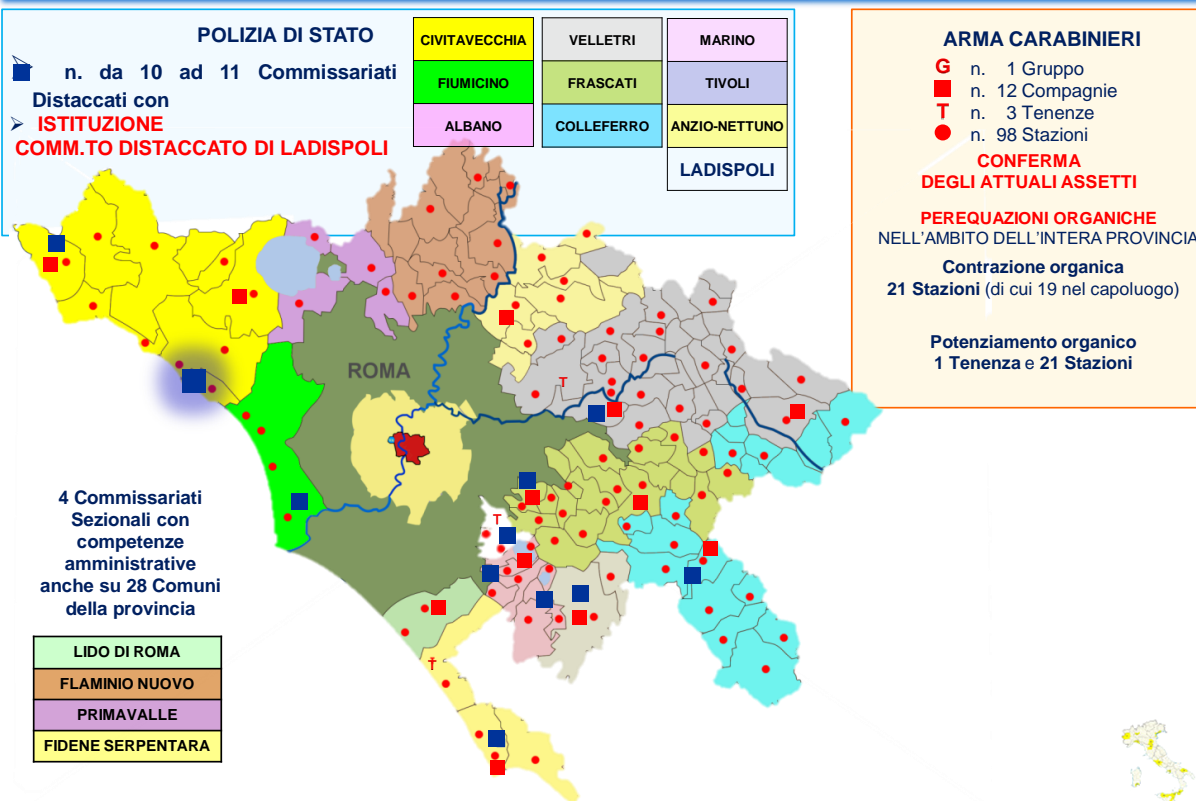 POLIZIA DI STATO
n. da 10 ad 11 Commissariati
Distaccati con
➢ ISTITUZIONE
COMM.TO DISTACCATO DI LADISPOLI
CIVITAVECCHIA
FIUMICINO
ALBANO
VELLETRI
FRASCATI
COLLEFERRO
MARINO
TIVOLI
ANZIO-NETTUNO
LADISPOLI
ARMA CARABINIERI
G n. 1 Gruppo
n. 12 Compagnie
T n. 3 Tenenze
n. 98 Stazioni
CONFERMA
DEGLI ATTUALI ASSETTI
PEREQUAZIONI ORGANICHE
NELL'AMBITO DELL'INTERA PROVINCIA
Contrazione organica
21 Stazioni (di cui 19 nel capoluogo)
Potenziamento organico
1 Tenenza e 21 Stazioni
ROMA
T
T
T
4 Commissariati
Sezionali con
competenze
amministrative
anche su 28 Comuni
della provincia
LIDO DI ROMA
FLAMINIO NUOVO
PRIMAVALLE
FIDENE SERPENTARA